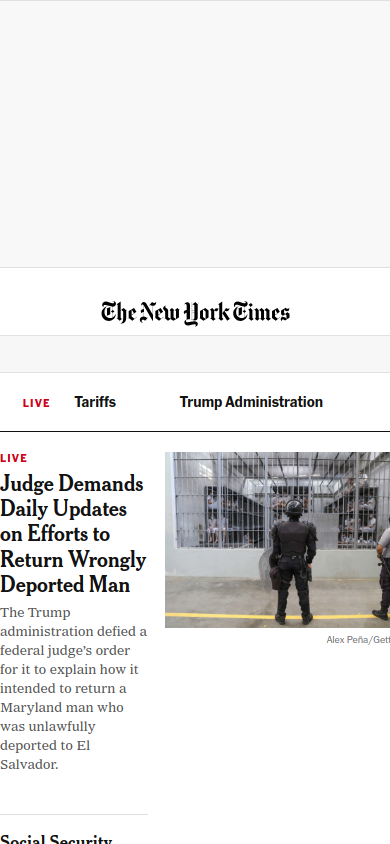 The New York Times
LIVE Tariffs Trump Administration
LIVE
Judge Demands
Daily Updates
on Efforts to
Return Wrongly
Deported Man
The Trump
administration defied a
federal judge's order
for it to explain how it
intended to return a
Maryland man who
was unlawfully
deported to El
Salvador.
Alex Peña/Gett
Social Security